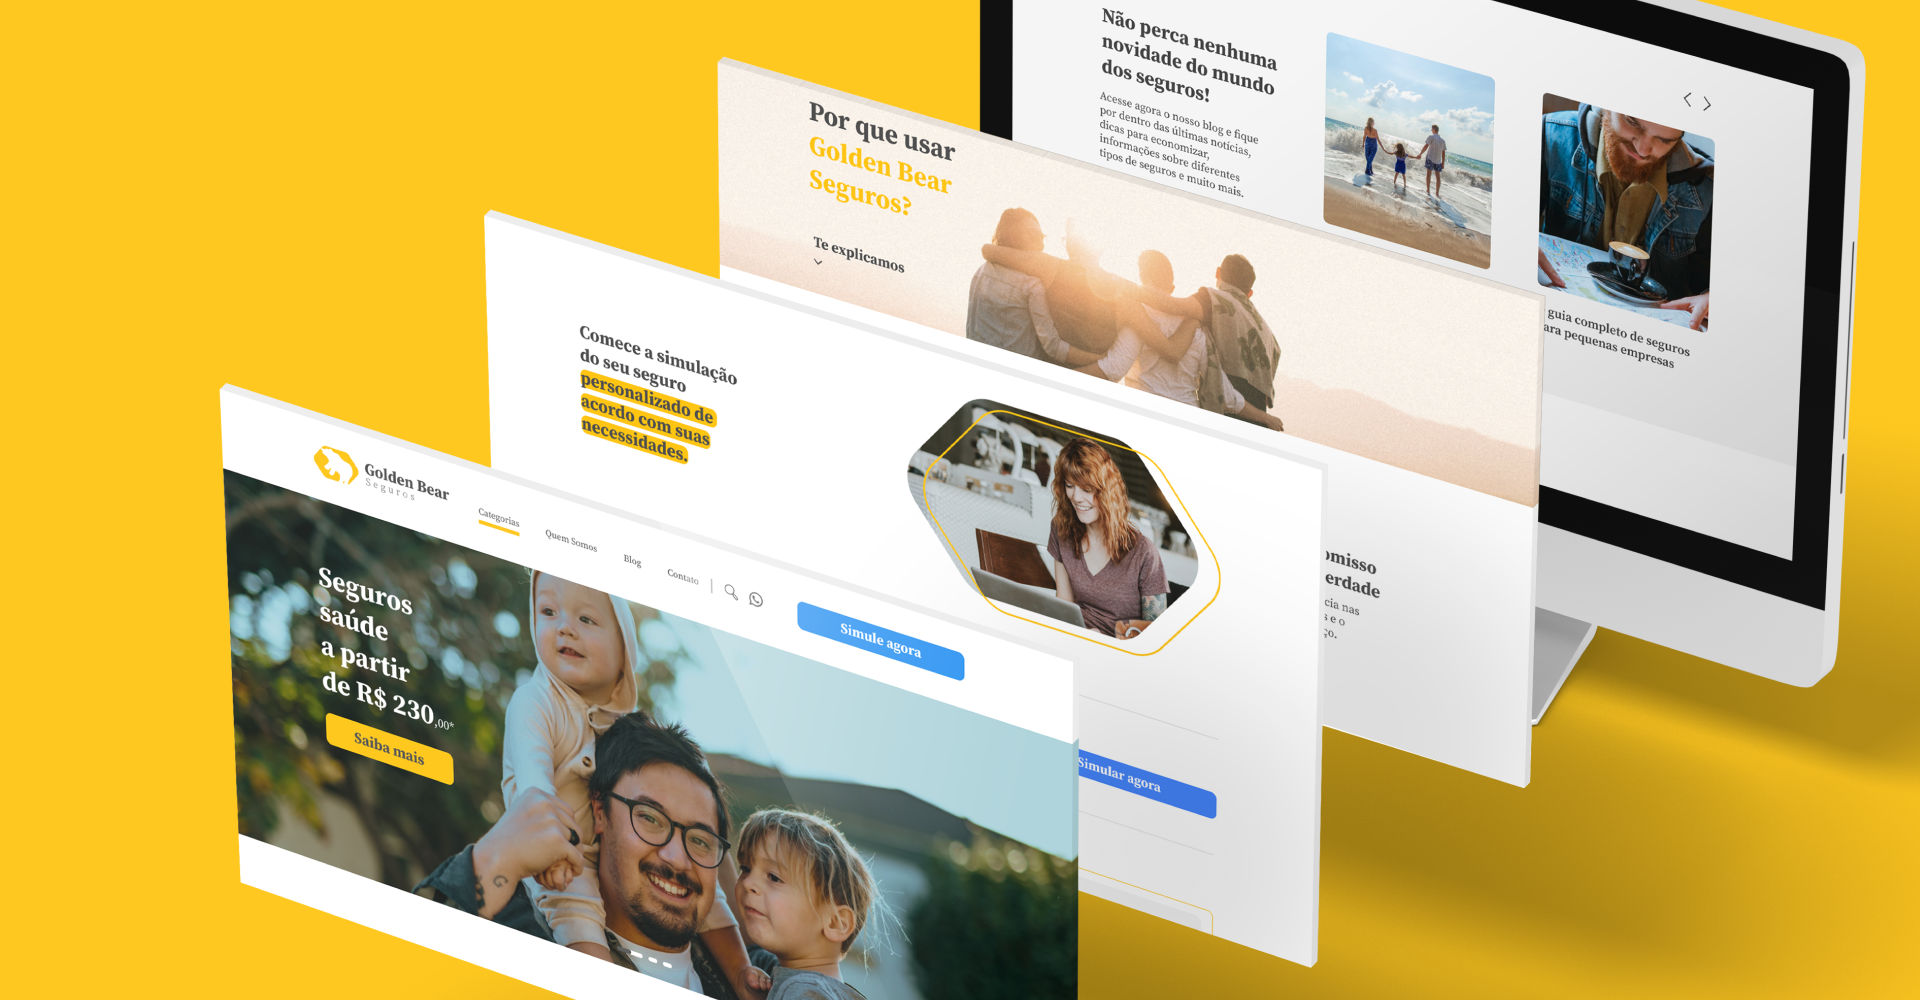 Não perca nenhuma
novidade do mundo
dos seguros!
Acesse agora o nosso blog e fique
por dentro das últimas notícias,
dicas para economizar,
informações sobre diferentes
tipos de seguros e muito mais.
guia completo de seguros
ara pequenas empresas
Por que usar
Golden Bear
Seguros?
Te explicamos
omisso
erdade
cia nas
s e o
ço.
Comece a simulação
do seu seguro
personalizado de
acordo com suas
necessidades.
Simular agora
Golden Bear
Seguros
Categorias
Quem Somos
Blog
Contato
Simule agora
Seguros
saúde
a partir
de R$ 230,00*
Saiba mais